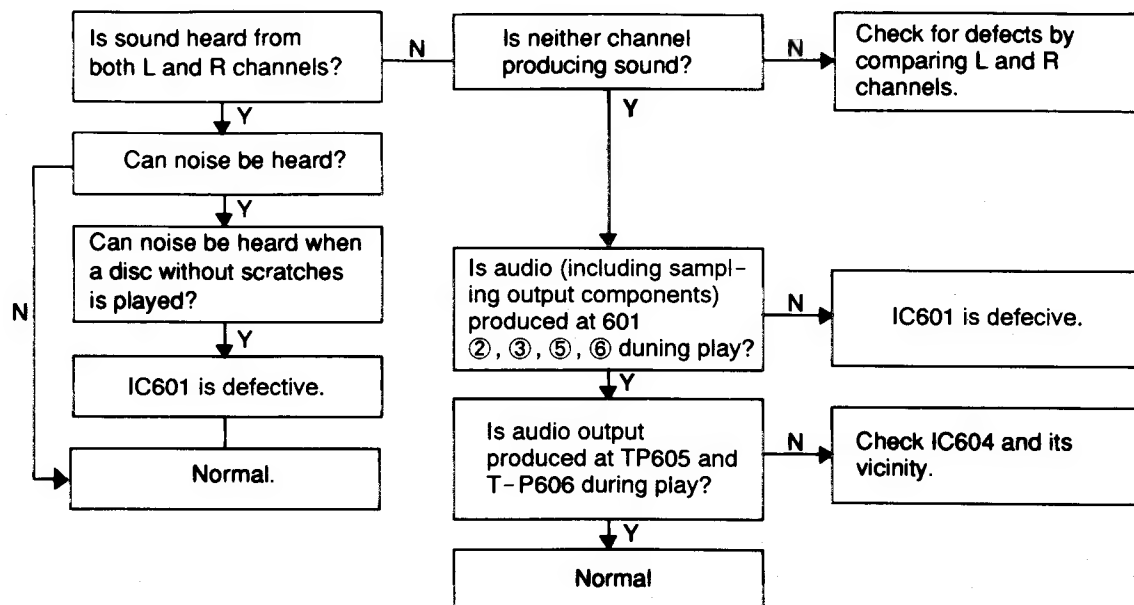 Is sound heard from
both L and R channels?
N
Is neither channel
producing sound?
N
Check for defects by
comparing L and R
channels.
Y
Y
Can noise be heard?
Y
Can noise be heard when
a disc without scratches
is played?
N
Y
IC601 is defective.
Normal.
Is audio (including sampl-
ing output components)
produced at 601
②, ③, ⑤, ⑥ duning play?
N
IC601 is defecive.
Y
Is audio output
produced at TP605 and
T-P606 during play?
N
Check IC604 and its
vicinity.
Y
Normal